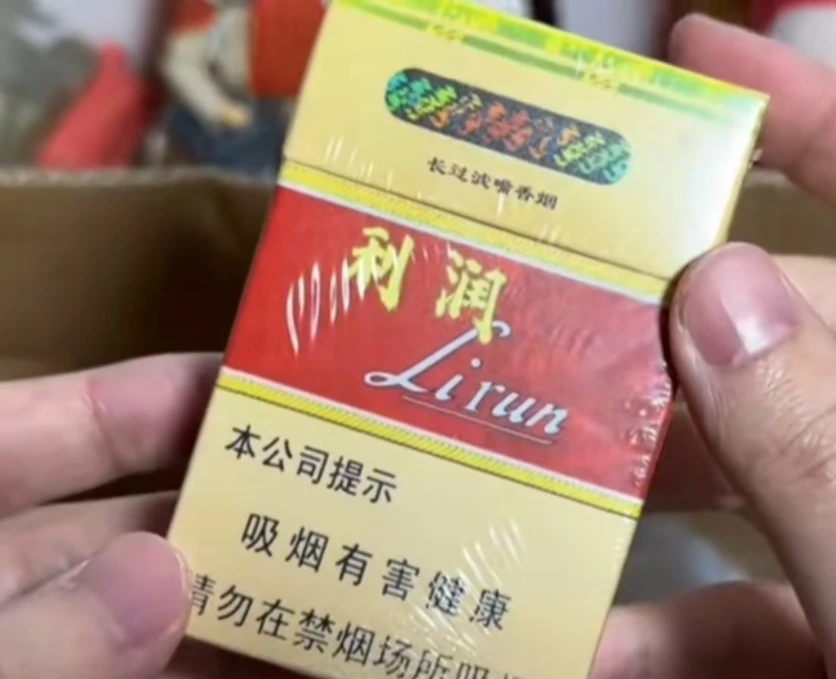 长过滤嘴香烟
利润
Lirun
本公司提示
吸烟有害健康
请勿在禁烟场所吸